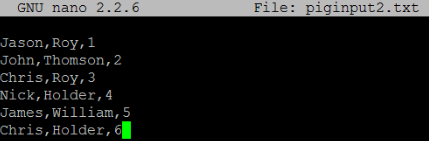 GNU nano 2.2.6 File: piginput2.txt
Jason,Roy,1
John,Thomson,2
Chris,Roy,3
Nick,Holder,4
James,William,5
Chris,Holder,6